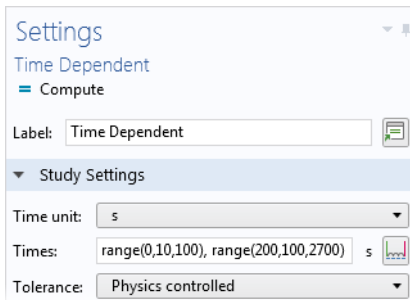 Settings
Time Dependent
= Compute
Label: Time Dependent
Study Settings
Time unit: s
Times: range(0,10,100), range(200,100,2700) s
Tolerance: Physics controlled